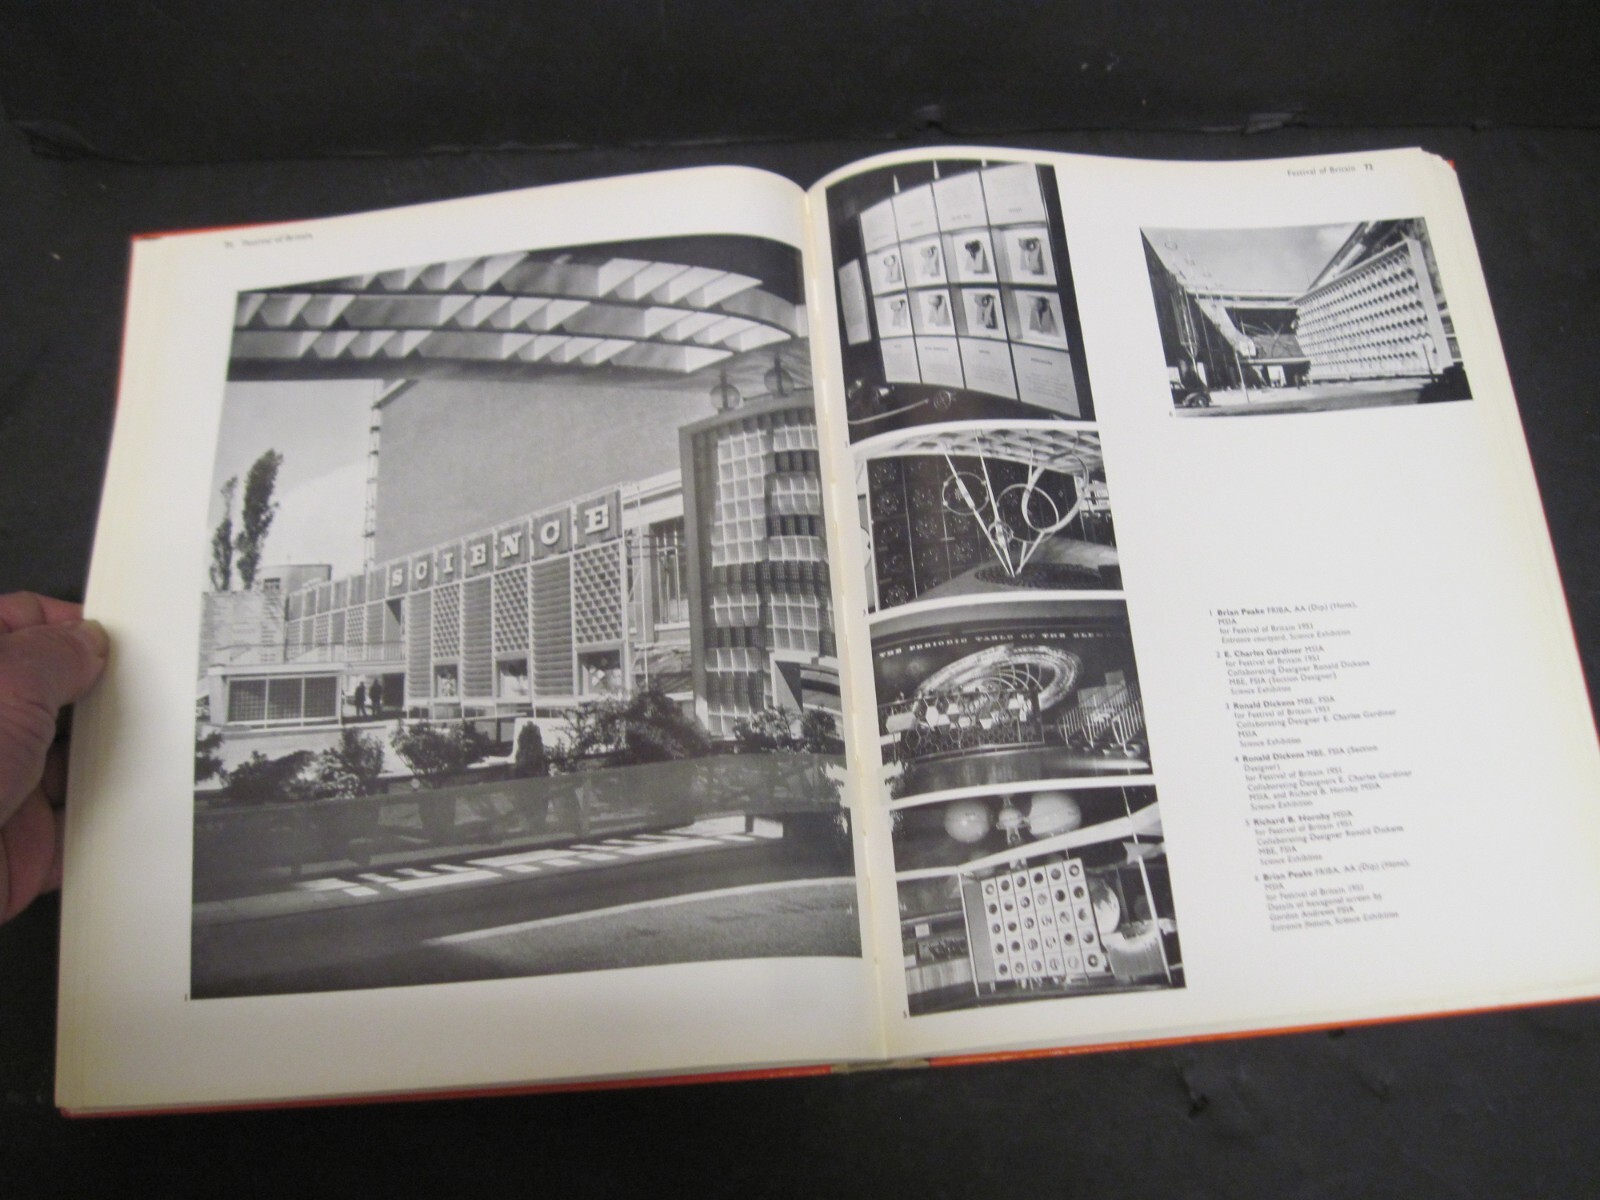 Festival of Britain
SCIENCE
1
THE PERIODIC TABLE OF THE ELE
5
Festival of Britain 73
6
1 Brian Peake FRIBA, AA (Dip) (Hons),
MSIA
for Festival of Britain 1951
Entrance courtyard, Science Exhibition
2 E. Charles Gardiner MSIA
for Festival of Britain 1951
Collaborating Designer Ronald Dickens
MBE, FSIA (Section Designer)
Science Exhibition
3 Ronald Dickens MBE, FSIA
for Festival of Britain 1951
Collaborating Designer E. Charles Gardiner
MSIA
Science Exhibition
4 Ronald Dickens MBE, FSIA (Section
Designer)
for Festival of Britain 1951
Collaborating Designers E. Charles Gardiner
MSIA, and Richard B. Hornby MSIA
Science Exhibition
5 Richard B. Hornby MSIA
for Festival of Britain 1951
Collaborating Designer Ronald Dickens
MBE, FSIA
Science Exhibition
6 Brian Peake FRIBA, AA (Dip) (Hons),
MSIA
for Festival of Britain 1951
Details of hexagonal screen by
Gordon Andrews FSIA
Entrance feature, Science Exhibition